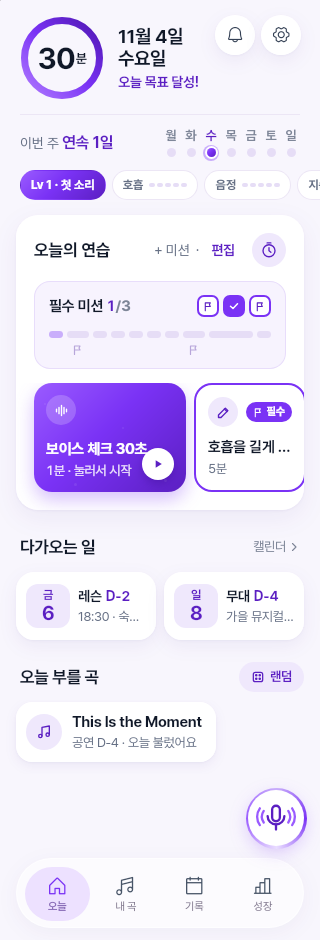 30분
11월 4일
수요일
오늘 목표 달성!
이번 주 연속 1일
월 화 수 목 금 토 일
Lv 1 · 첫 소리
호흡
음정
오늘의 연습
+ 미션 · 편집
필수 미션 1/3
보이스 체크 30초
1분 · 눌러서 시작
필수
호흡을 길게 ...
5분
다가오는 일
캘린더 >
금
6
레슨 D-2
18:30 · 숙...
일
8
무대 D-4
가을 뮤지컬...
오늘 부를 곡
랜덤
This Is the Moment
공연 D-4 · 오늘 불렀어요
오늘
내 곡
기록
성장